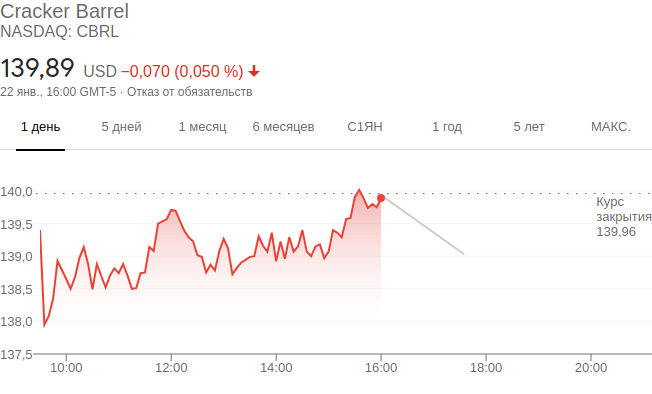 Cracker Barrel
NASDAQ: CBRL
139,89 USD −0,070 (0,050 %)
22 янв., 16:00 GMT-5 · Отказ от обязательств
1 день 5 дней 1 месяц 6 месяцев С1ЯН 1 год 5 лет МАКС.
140,0
139,5
139,0
138,5
138,0
137,5
Курс
закрытия
139,96
10:00 12:00 14:00 16:00 18:00 20:00